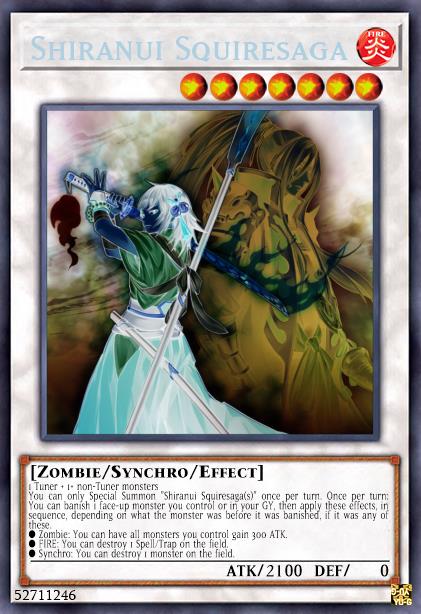 Shiranui Squiresaga
FIRE
炎
[Zombie/Synchro/Effect]
1 Tuner + 1+ non-Tuner monsters
You can only Special Summon "Shiranui Squiresaga(s)" once per turn. Once per turn:
You can banish 1 face-up monster you control or in your GY, then apply these effects, in
sequence, depending on what the monster was before it was banished, if it was any of
these.
● Zombie: You can have all monsters you control gain 300 ATK.
● FIRE: You can destroy 1 Spell/Trap on the field.
● Synchro: You can destroy 1 monster on the field.
ATK/2100 DEF/ 0
52711246